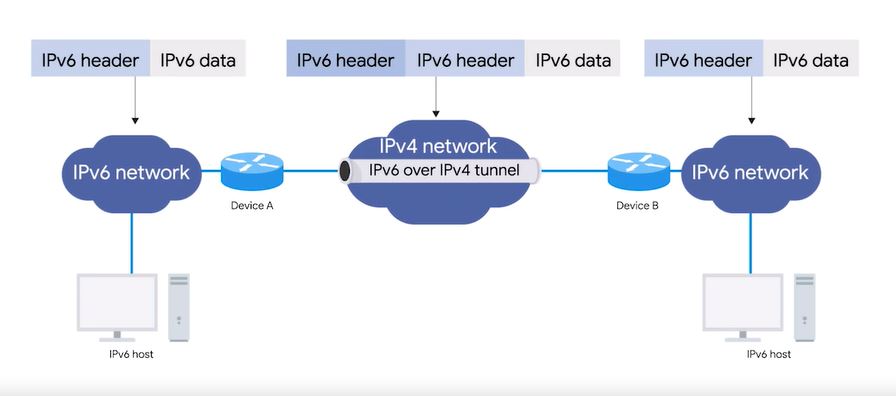 IPv6 header IPv6 data
IPv6 header IPv6 header IPv6 data
IPv6 header IPv6 data
IPv6 network
Device A
IPv4 network
IPv6 over IPv4 tunnel
Device B
IPv6 network
IPv6 host
IPv6 host